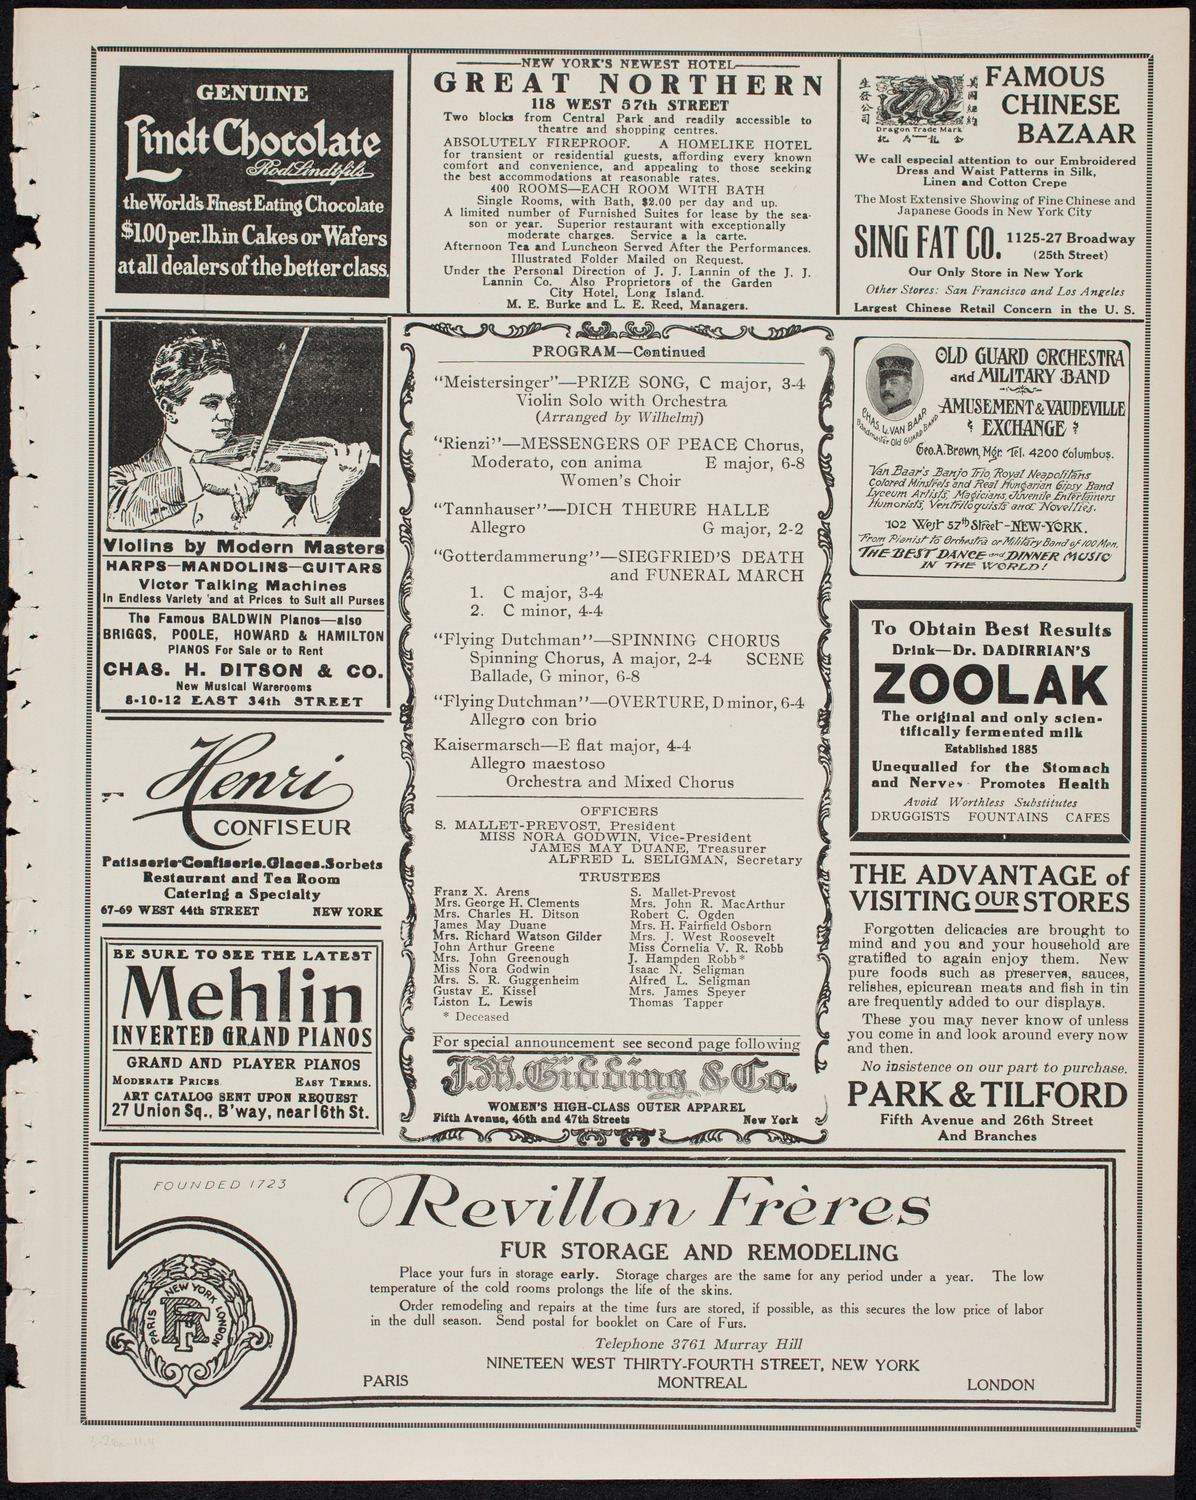 GENUINE
Lindt Chocolate
Rod. Lindt fils
the World's Finest Eating Chocolate
$1.00 per. lb. in Cakes or Wafers
at all dealers of the better class.
NEW YORK'S NEWEST HOTEL
GREAT NORTHERN
118 WEST 57th STREET
Two blocks from Central Park and readily accessible to
theatre and shopping centres.
ABSOLUTELY FIREPROOF. A HOMELIKE HOTEL
for transient or residential guests, affording every known
comfort and convenience, and appealing to those seeking
the best accommodations at reasonable rates.
400 ROOMS—EACH ROOM WITH BATH
Single Rooms, with Bath, $2.00 per day and up.
A limited number of Furnished Suites for lease by the sea-
son or year. Superior restaurant with exceptionally
moderate charges. Service a la carte.
Afternoon Tea and Luncheon Served After the Performances.
Illustrated Folder Mailed on Request.
Under the Personal Direction of J. J. Lannin of the J. J.
Lannin Co. Also Proprietors of the Garden
City Hotel, Long Island.
M. E. Burke and L. E. Reed, Managers.
生發公司
Dragon Trade Mark
FAMOUS
CHINESE
BAZAAR
We call especial attention to our Embroidered
Dress and Waist Patterns in Silk,
Linen and Cotton Crepe
The Most Extensive Showing of Fine Chinese and
Japanese Goods in New York City
SING FAT CO. 1125-27 Broadway
(25th Street)
Our Only Store in New York
Other Stores: San Francisco and Los Angeles
Largest Chinese Retail Concern in the U. S.
Violins by Modern Masters
HARPS—MANDOLINS—GUITARS
Victor Talking Machines
In Endless Variety and at Prices to Suit all Purses
The Famous BALDWIN Pianos—also
BRIGGS, POOLE, HOWARD & HAMILTON
PIANOS For Sale or to Rent
CHAS. H. DITSON & CO.
New Musical Warerooms
8-10-12 EAST 34th STREET
Henri
CONFISEUR
Patisserie-Confiserie.Glaces.Sorbets
Restaurant and Tea Room
Catering a Specialty
67-69 WEST 44th STREET NEW YORK
BE SURE TO SEE THE LATEST
Mehlin
INVERTED GRAND PIANOS
GRAND AND PLAYER PIANOS
MODERATE PRICES. EASY TERMS.
ART CATALOG SENT UPON REQUEST
27 Union Sq., B'way, near 16th St.
PROGRAM—Continued
"Meistersinger"—PRIZE SONG, C major, 3-4
Violin Solo with Orchestra
(Arranged by Wilhelmj)
"Rienzi"—MESSENGERS OF PEACE Chorus,
Moderato, con anima E major, 6-8
Women's Choir
"Tannhauser"—DICH THEURE HALLE
Allegro G major, 2-2
"Gotterdammerung"—SIEGFRIED'S DEATH
and FUNERAL MARCH
1. C major, 3-4
2. C minor, 4-4
"Flying Dutchman"—SPINNING CHORUS
Spinning Chorus, A major, 2-4 SCENE
Ballade, G minor, 6-8
"Flying Dutchman"—OVERTURE, D minor, 6-4
Allegro con brio
Kaisermarsch—E flat major, 4-4
Allegro maestoso
Orchestra and Mixed Chorus
OFFICERS
S. MALLET-PREVOST, President
MISS NORA GODWIN, Vice-President
JAMES MAY DUANE, Treasurer
ALFRED L. SELIGMAN, Secretary
TRUSTEES
Franz X. Arens
Mrs. George H. Clements
Mrs. Charles H. Ditson
James May Duane
Mrs. Richard Watson Gilder
John Arthur Greene
Mrs. John Greenough
Miss Nora Godwin
Mrs. S. R. Guggenheim
Gustav E. Kissel
Liston L. Lewis
S. Mallet-Prevost
Mrs. John R. MacArthur
Robert C. Ogden
Mrs. H. Fairfield Osborn
Mrs. J. West Roosevelt
Miss Cornelia V. R. Robb
J. Hampden Robb*
Isaac N. Seligman
Alfred L. Seligman
Mrs. James Speyer
Thomas Tapper
* Deceased
For special announcement see second page following
J.M. Gidding & Co.
WOMEN'S HIGH-CLASS OUTER APPAREL
Fifth Avenue, 46th and 47th Streets New York
CHAS. L. VAN BAAR
Bandmaster Old GUARD BAND
OLD GUARD ORCHESTRA
and MILITARY BAND
AMUSEMENT & VAUDEVILLE
EXCHANGE
Geo. A. Brown, Mgr. Tel. 4200 Columbus.
Van Baar's Banjo Trio, Royal Neapolitans
Colored Minstrels and Real Hungarian Gipsy Band
Lyceum Artists, Magicians, Juvenile Entertainers
Humorists, Ventriloquists and Novelties.
102 West 57th Street—NEW-YORK.
"From Pianist to Orchestra or Military Band of 100 Men.
THE BEST DANCE and DINNER MUSIC
IN THE WORLD!
To Obtain Best Results
Drink—Dr. DADIRRIAN'S
ZOOLAK
The original and only scien-
tifically fermented milk
Established 1885
Unequalled for the Stomach
and Nerves Promotes Health
Avoid Worthless Substitutes
DRUGGISTS FOUNTAINS CAFES
THE ADVANTAGE of
VISITING OUR STORES
Forgotten delicacies are brought to
mind and you and your household are
gratified to again enjoy them. New
pure foods such as preserves, sauces,
relishes, epicurean meats and fish in tin
are frequently added to our displays.
These you may never know of unless
you come in and look around every now
and then.
No insistence on our part to purchase.
PARK & TILFORD
Fifth Avenue and 26th Street
And Branches
FOUNDED 1723
PARIS NEW YORK LONDON
RF
Revillon Frères
FUR STORAGE AND REMODELING
Place your furs in storage early. Storage charges are the same for any period under a year. The low
temperature of the cold rooms prolongs the life of the skins.
Order remodeling and repairs at the time furs are stored, if possible, as this secures the low price of labor
in the dull season. Send postal for booklet on Care of Furs.
Telephone 3761 Murray Hill
NINETEEN WEST THIRTY-FOURTH STREET, NEW YORK
PARIS MONTREAL LONDON